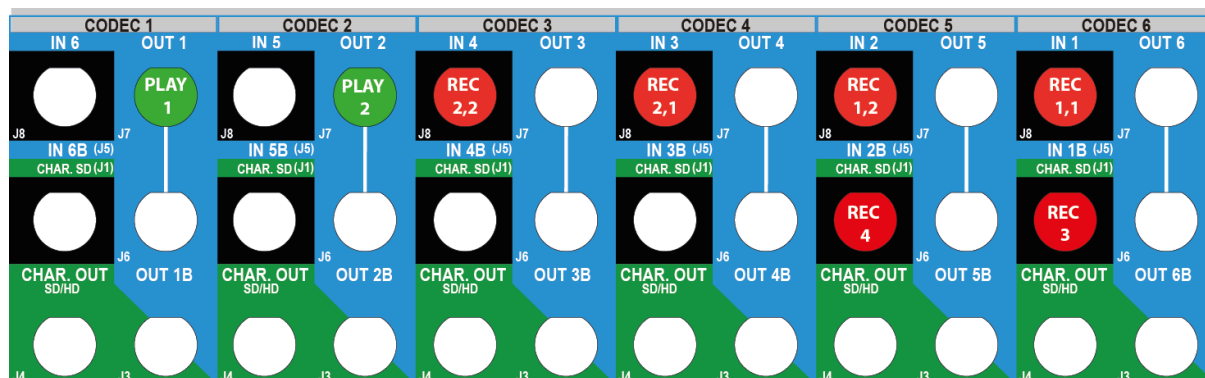 CODEC 1 CODEC 2 CODEC 3 CODEC 4 CODEC 5 CODEC 6
IN 6 OUT 1 IN 5 OUT 2 IN 4 OUT 3 IN 3 OUT 4 IN 2 OUT 5 IN 1 OUT 6
PLAY PLAY REC REC REC REC
1 2 2,2 2,1 1,2 1,1
J8 J7 J8 J7 J8 J7 J8 J7 J8 J7 J8 J7
IN 6B (J5) IN 5B (J5) IN 4B (J5) IN 3B (J5) IN 2B (J5) IN 1B (J5)
CHAR. SD (J1) CHAR. SD (J1) CHAR. SD (J1) CHAR. SD (J1) CHAR. SD (J1) CHAR. SD (J1)
REC REC
4 3
J6 J6 J6 J6 J6 J6
CHAR. OUT OUT 1B CHAR. OUT OUT 2B CHAR. OUT OUT 3B CHAR. OUT OUT 4B CHAR. OUT OUT 5B CHAR. OUT OUT 6B
SD/HD SD/HD SD/HD SD/HD SD/HD SD/HD
J4 J3 J4 J3 J4 J3 J4 J3 J4 J3 J4 J3